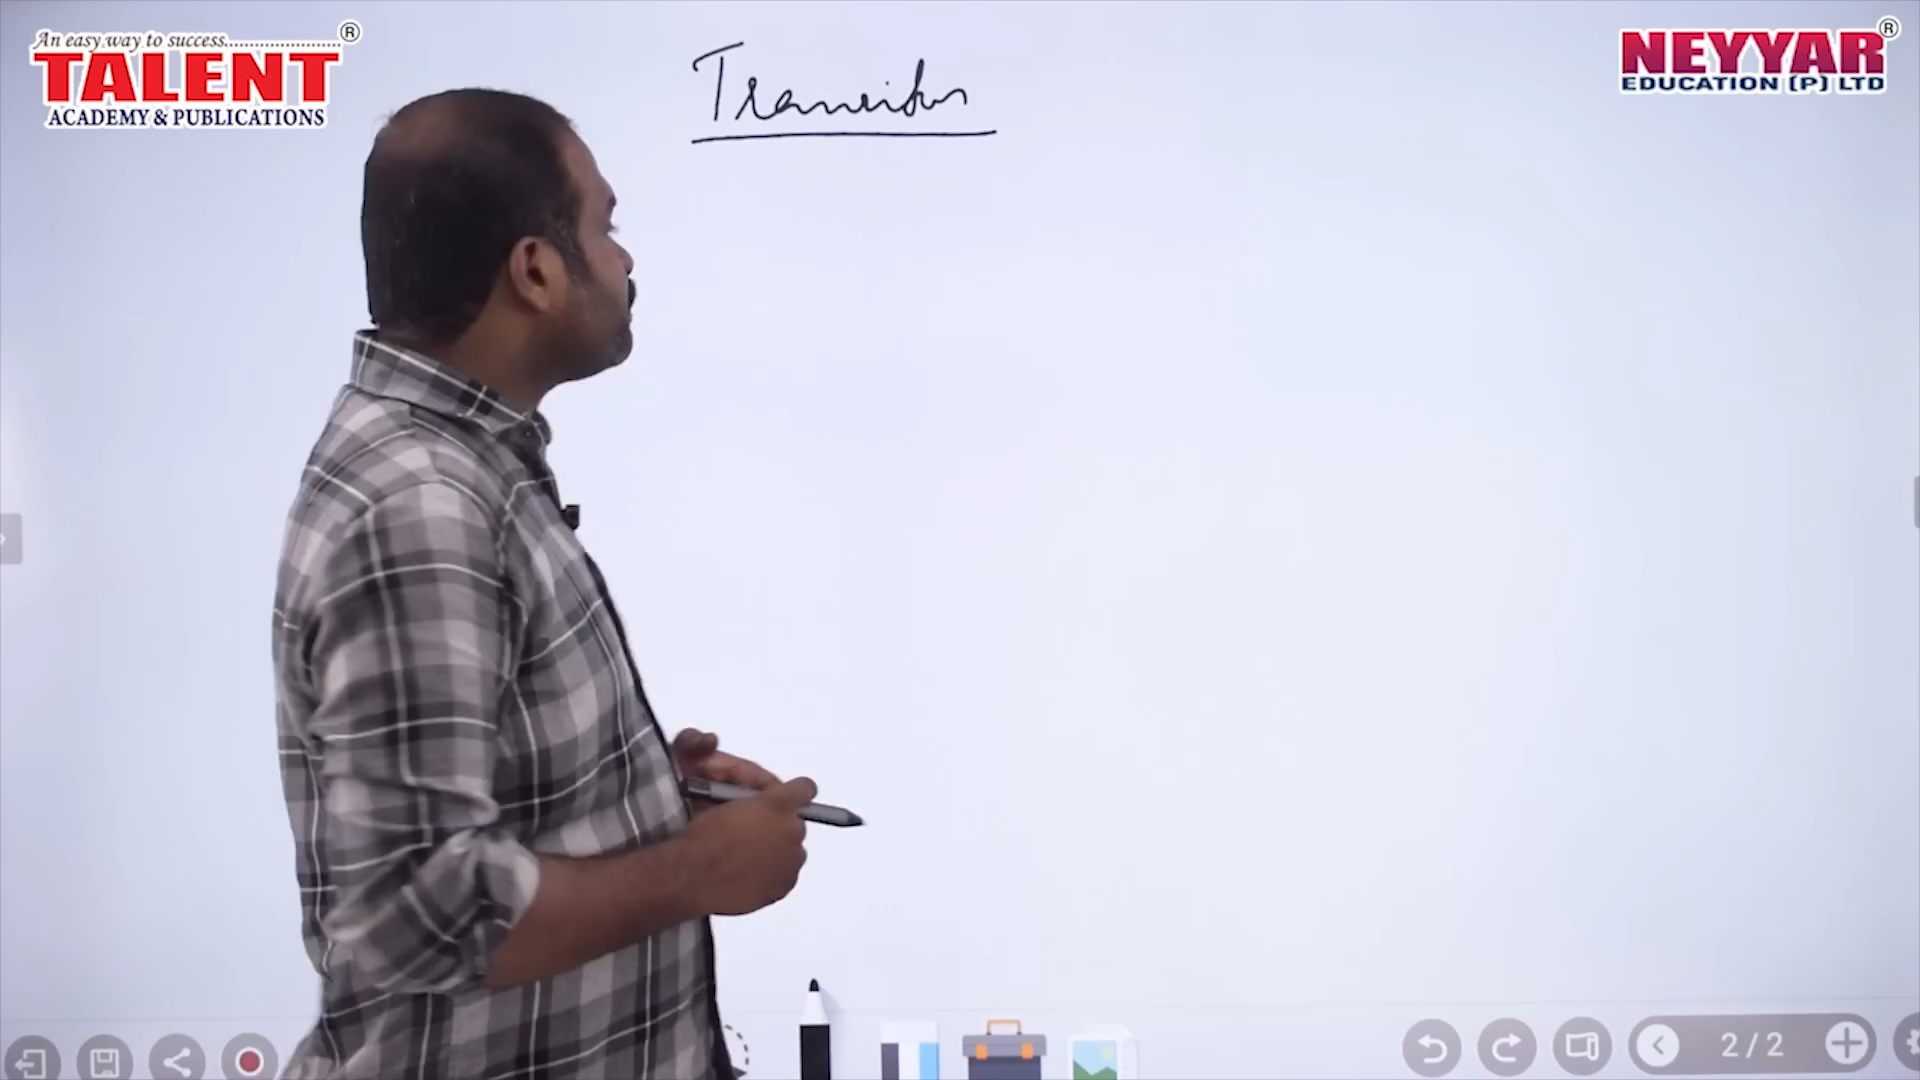 An easy way to success........................ ®
TALENT
ACADEMY & PUBLICATIONS
Transistor
NEYYAR ®
EDUCATION (P) LTD
2/2